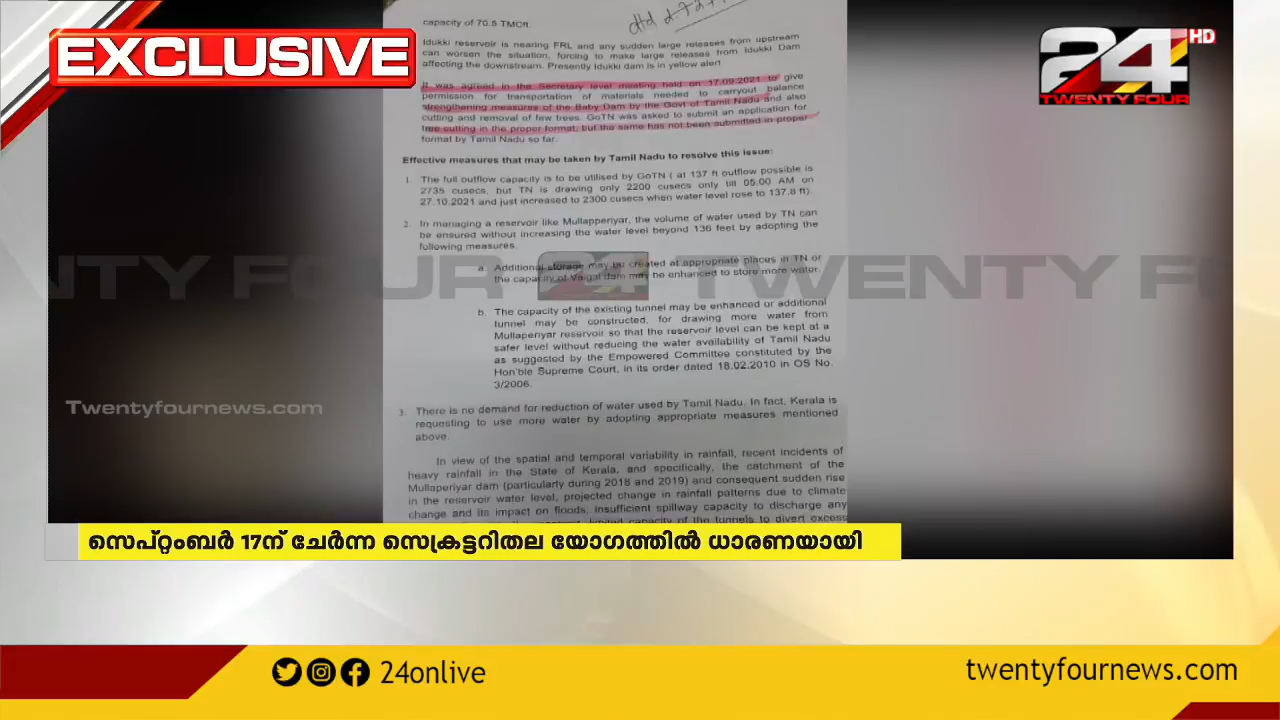 capacity of 70.5 TMCft.
dtd
EXCLUSIVE
24 HD
TWENTY FOUR
Idukki reservoir is nearing FRL and any sudden large releases from upstream
can worsen the situation, forcing to make large releases from Idukki Dam
affecting the downstream. Presently Idukki dam is in yellow alert
It was agreed in the Secretary level meeting held on 17.09.2021 to give
permission for transportation of materials needed to carryout balance
strengthening measures of the Baby Dam by the Govt of Tamil Nadu and also
cutting and removal of few trees. GoTN was asked to submit an application for
tree cutting in the proper format, but the same has not been submitted in proper
format by Tamil Nadu so far.
Effective measures that may be taken by Tamil Nadu to resolve this issue:
1. The full outflow capacity is to be utilised by GoTN ( at 137 ft outflow possible is
2735 cusecs, but TN is drawing only 2200 cusecs only till 05.00 AM on
27.10.2021 and just increased to 2300 cusecs when water level rose to 137.8 ft).
2. In managing a reservoir like Mullapperiyar, the volume of water used by TN can
be ensured without increasing the water level beyond 136 feet by adopting the
following measures.
a. Additional storage may be created at appropriate places in TN or
the capacity of Vaigai dam may be enhanced to store more water.
NTY FOUR 24 TWENTY F
b. The capacity of the existing tunnel may be enhanced or additional
tunnel may be constructed, for drawing more water from
Mullaperiyar reservoir so that the reservoir level can be kept at a
safer level without reducing the water availability of Tamil Nadu
as suggested by the Empowered Committee constituted by the
Hon'ble Supreme Court, in its order dated 18.02.2010 in OS No.
3/2006.
Twentyfournews.com
3. There is no demand for reduction of water used by Tamil Nadu. In fact, Kerala is
requesting to use more water by adopting appropriate measures mentioned
above.
In view of the spatial and temporal variability in rainfall, recent incidents of
heavy rainfall in the State of Kerala, and specifically, the catchment of the
Mullaperiyar dam (particularly during 2018 and 2019) and consequent sudden rise
in the reservoir water level, projected change in rainfall patterns due to climate
change and its impact on floods, insufficient spillway capacity to discharge any
limited capacity of the tunnels to divert excess
സെപ്റ്റംബർ 17ന് ചേർന്ന സെക്രട്ടറിതല യോഗത്തിൽ ധാരണയായി
24onlive
twentyfournews.com